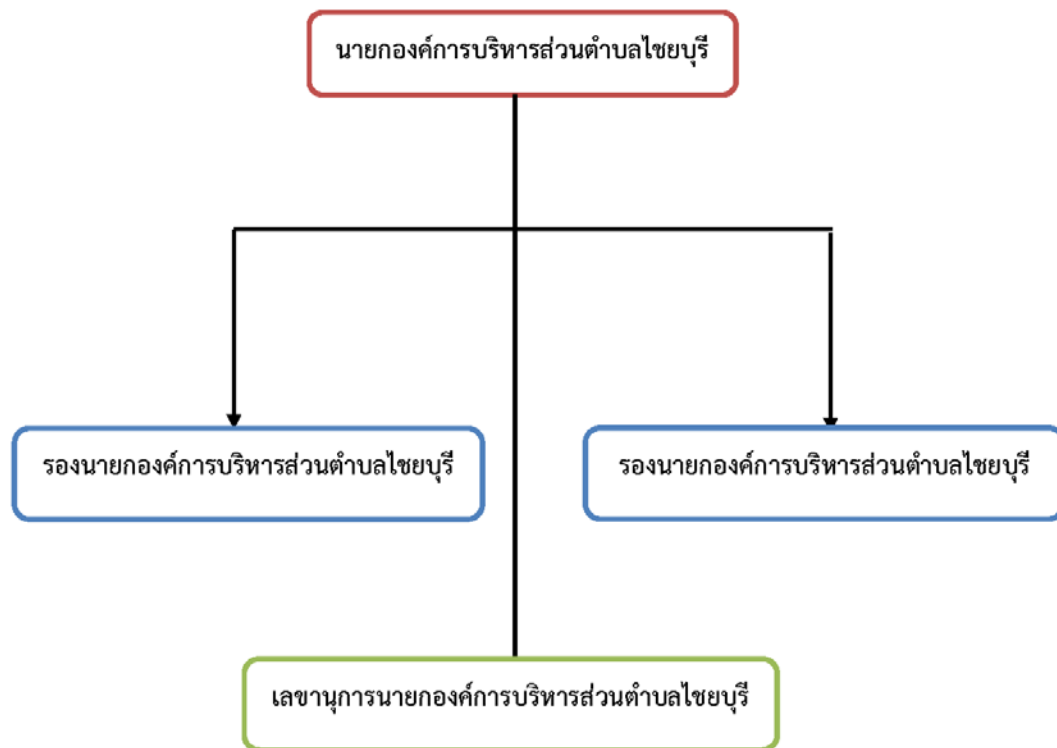 นายกองค์การบริหารส่วนตำบลไชยบุรี
รองนายกองค์การบริหารส่วนตำบลไชยบุรี
รองนายกองค์การบริหารส่วนตำบลไชยบุรี
เลขานุการนายกองค์การบริหารส่วนตำบลไชยบุรี